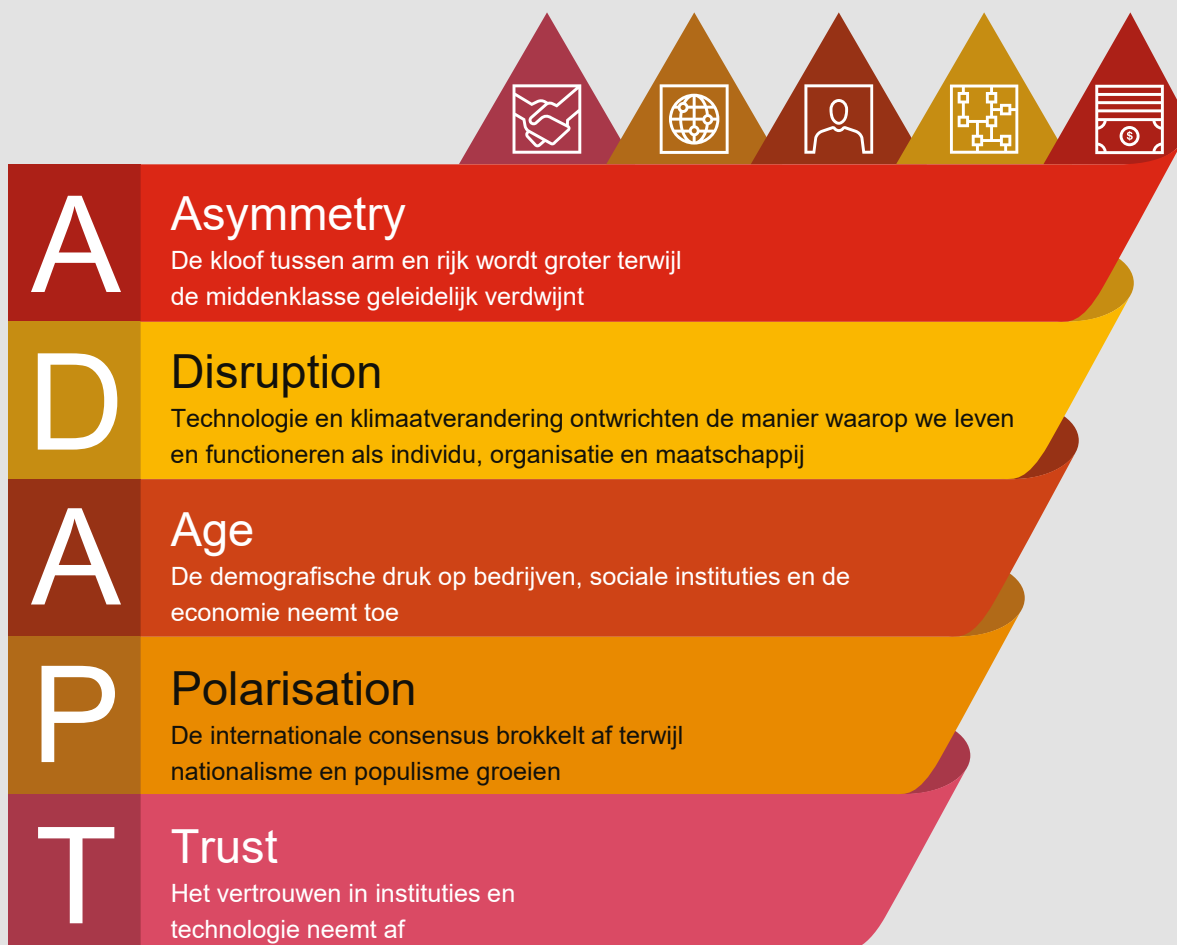 $
A
Asymmetry
De kloof tussen arm en rijk wordt groter terwijl
de middenklasse geleidelijk verdwijnt
D
Disruption
Technologie en klimaatverandering ontwrichten de manier waarop we leven
en functioneren als individu, organisatie en maatschappij
A
Age
De demografische druk op bedrijven, sociale instituties en de
economie neemt toe
P
Polarisation
De internationale consensus brokkelt af terwijl
nationalisme en populisme groeien
T
Trust
Het vertrouwen in instituties en
technologie neemt af